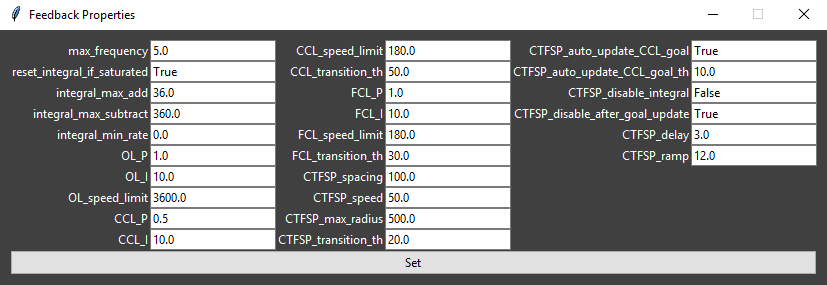 Feedback Properties
max_frequency 5.0 CCL_speed_limit 180.0 CTFSP_auto_update_CCL_goal True
reset_integral_if_saturated True CCL_transition_th 50.0 CTFSP_auto_update_CCL_goal_th 10.0
integral_max_add 36.0 FCL_P 1.0 CTFSP_disable_integral False
integral_max_subtract 360.0 FCL_I 10.0 CTFSP_disable_after_goal_update True
integral_min_rate 0.0 FCL_speed_limit 180.0 CTFSP_delay 3.0
OL_P 1.0 FCL_transition_th 30.0 CTFSP_ramp 12.0
OL_I 10.0 CTFSP_spacing 100.0
OL_speed_limit 3600.0 CTFSP_speed 50.0
CCL_P 0.5 CTFSP_max_radius 500.0
CCL_I 10.0 CTFSP_transition_th 20.0
Set